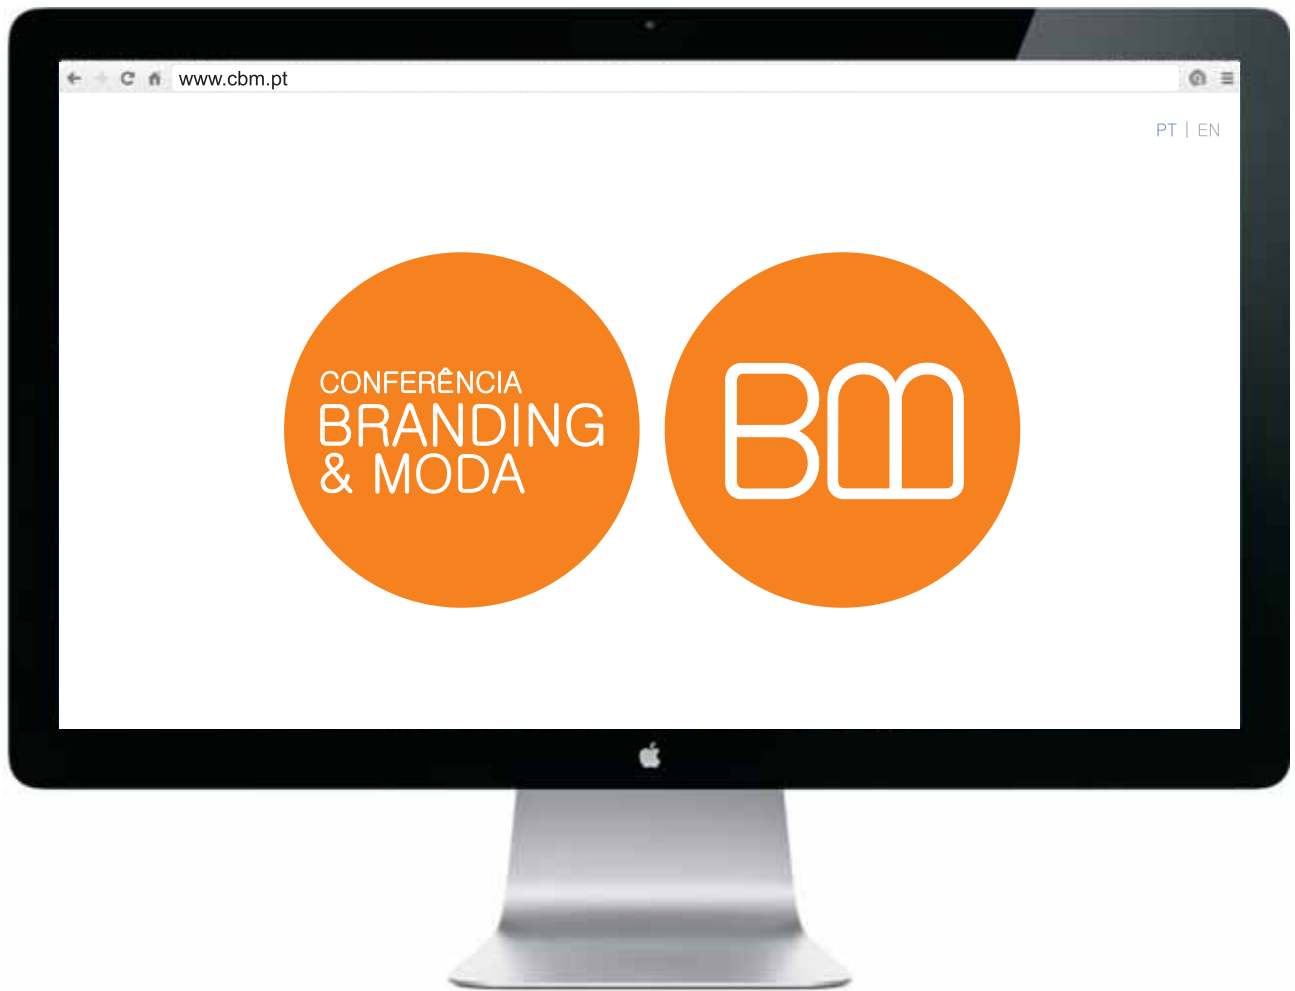 www.cbm.pt
PT | EN
CONFERÊNCIA
BRANDING
& MODA
BM